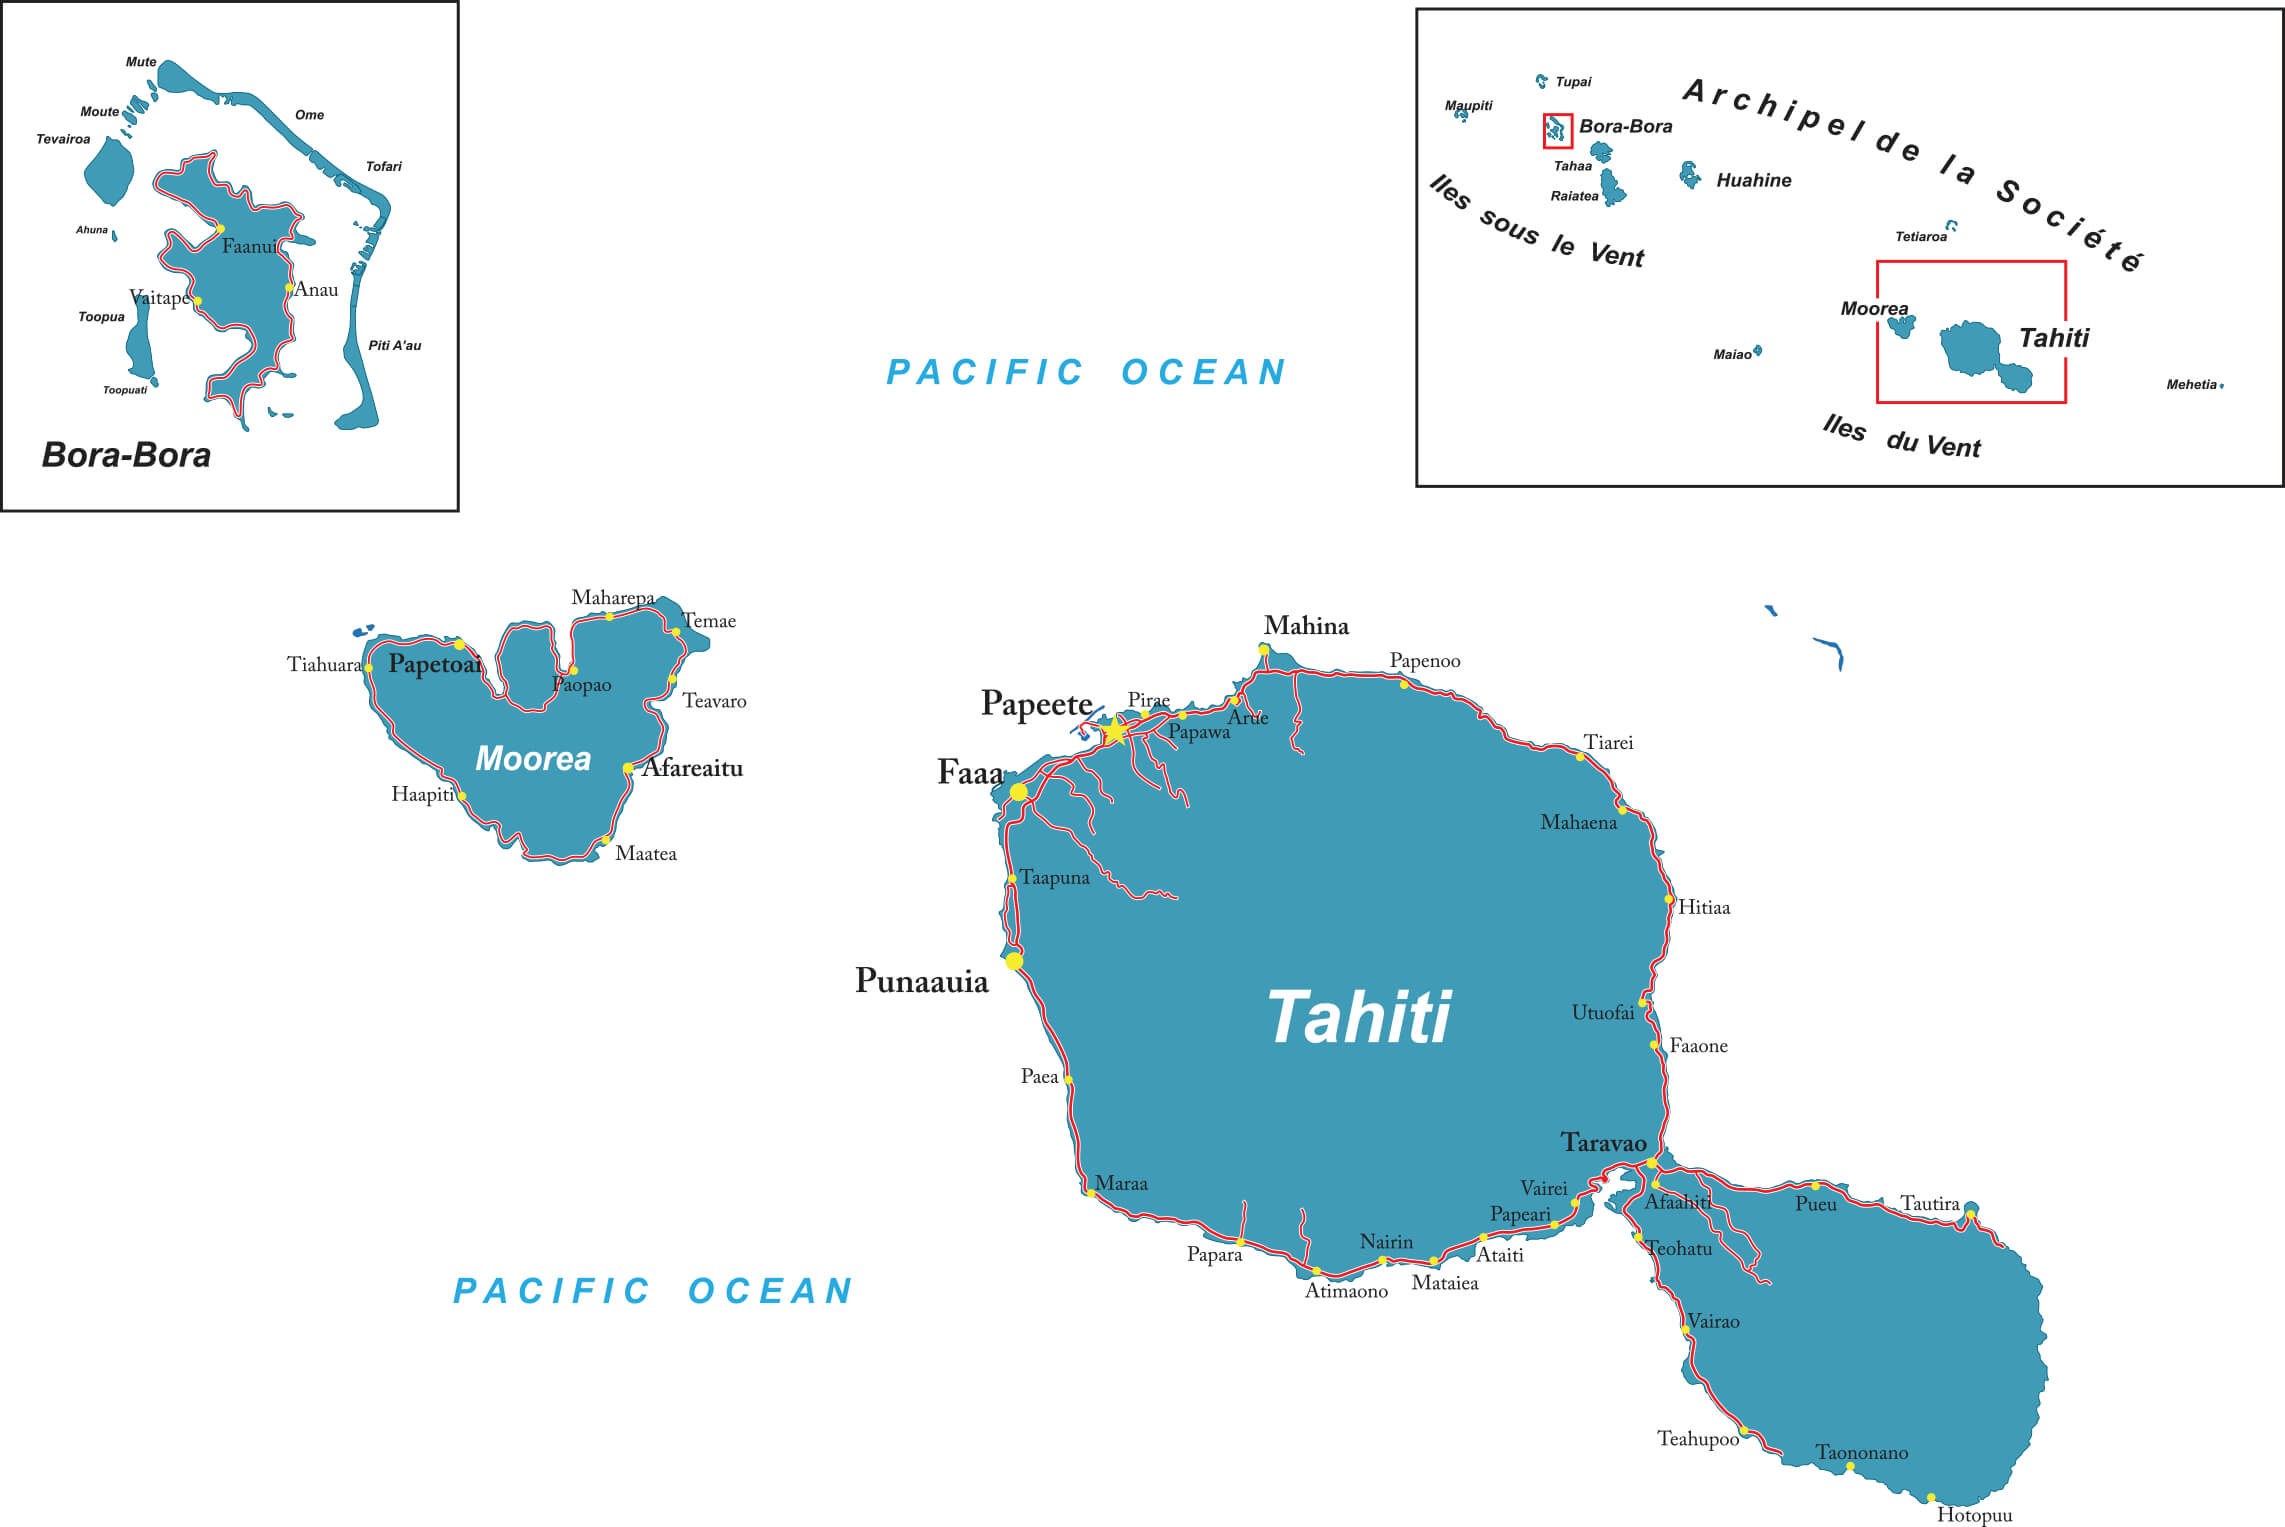 Mute
Moute
Ome
Tevairoa
Tofari
Ahuna
Faanui
Vaitape
Anau
Toopua
Piti A'au
Toopuati
Bora-Bora
Tupai
Maupiti
Bora-Bora
Tahaa
Raiatea
Huahine
Archipel de la Société
Iles sous le Vent
Tetiaroa
Moorea
Tahiti
Maiao
Mehetia
Iles du Vent
PACIFIC OCEAN
Maharepa
Temae
Tiahuara
Papetoai
Paopao
Teavaro
Moorea
Afareaitu
Haapiti
Maatea
Mahina
Papenoo
Papeete
Pirae
Arue
Papawa
Tiarei
Faaa
Mahaena
Taapuna
Hitiaa
Punaauia
Tahiti
Utuofai
Faaone
Paea
Taravao
Maraa
Vairei
Afaahiti
Pueu
Tautira
Papeari
Papara
Nairin
Ataiti
Teohatu
Atimaono
Mataiea
PACIFIC OCEAN
Vairao
Teahupoo
Taononano
Hotopuu